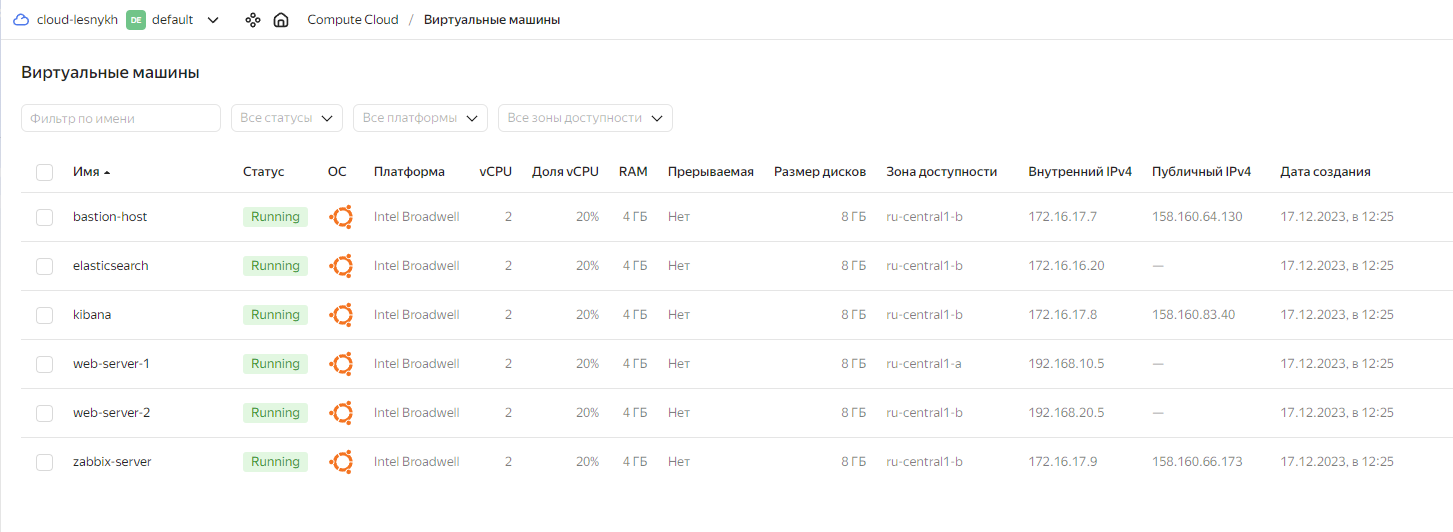 cloud-lesnykh DE default Compute Cloud / Виртуальные машины
Виртуальные машины
Фильтр по имени Все статусы Все платформы Все зоны доступности
Имя Статус ОС Платформа vCPU Доля vCPU RAM Прерываемая Размер дисков Зона доступности Внутренний IPv4 Публичный IPv4 Дата создания
bastion-host Running Intel Broadwell 2 20% 4 ГБ Нет 8 ГБ ru-central1-b 172.16.17.7 158.160.64.130 17.12.2023, в 12:25
elasticsearch Running Intel Broadwell 2 20% 4 ГБ Нет 8 ГБ ru-central1-b 172.16.16.20 — 17.12.2023, в 12:25
kibana Running Intel Broadwell 2 20% 4 ГБ Нет 8 ГБ ru-central1-b 172.16.17.8 158.160.83.40 17.12.2023, в 12:25
web-server-1 Running Intel Broadwell 2 20% 4 ГБ Нет 8 ГБ ru-central1-a 192.168.10.5 — 17.12.2023, в 12:25
web-server-2 Running Intel Broadwell 2 20% 4 ГБ Нет 8 ГБ ru-central1-b 192.168.20.5 — 17.12.2023, в 12:25
zabbix-server Running Intel Broadwell 2 20% 4 ГБ Нет 8 ГБ ru-central1-b 172.16.17.9 158.160.66.173 17.12.2023, в 12:25